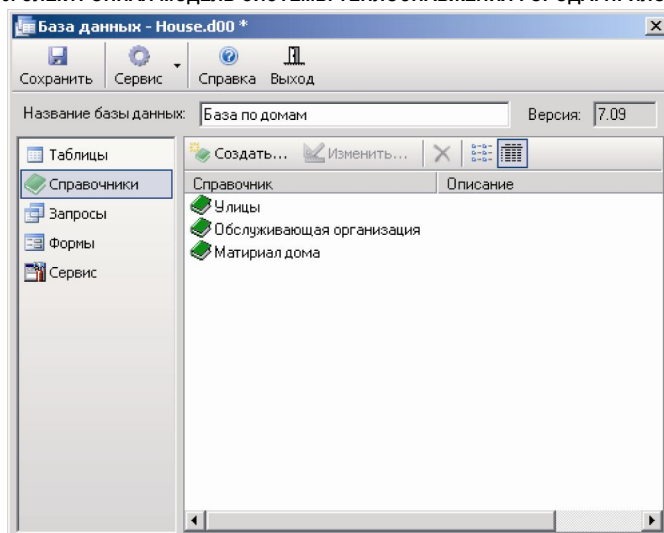 База данных - House.d00 *
Сохранить Сервис Справка Выход
Название базы данных: База по домам Версия: 7.09
Таблицы
Справочники
Запросы
Формы
Сервис
Создать... Изменить...
Справочник Описание
Улицы
Обслуживающая организация
Матириал дома